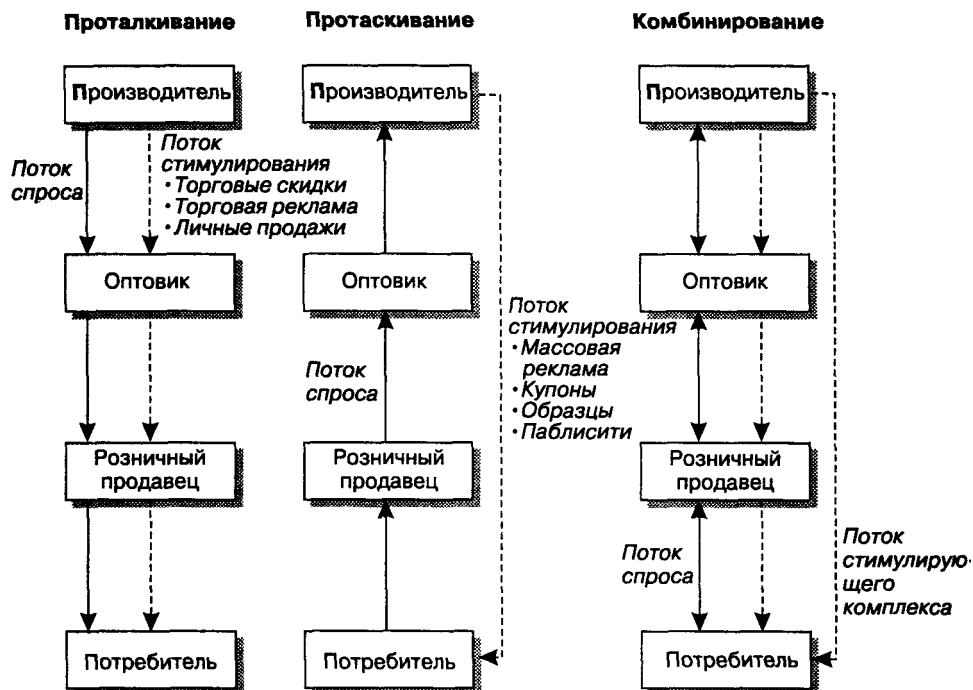 Проталкивание
Производитель
Поток
спроса
Поток
стимулирования
• Торговые скидки
• Торговая реклама
• Личные продажи
Оптовик
Розничный
продавец
Потребитель
Протаскивание
Производитель
Оптовик
Поток
спроса
Поток
стимулирования
• Массовая
реклама
• Купоны
• Образцы
• Паблисити
Розничный
продавец
Потребитель
Комбинирование
Производитель
Оптовик
Розничный
продавец
Поток
спроса
Поток
стимулирую-
щего
комплекса
Потребитель